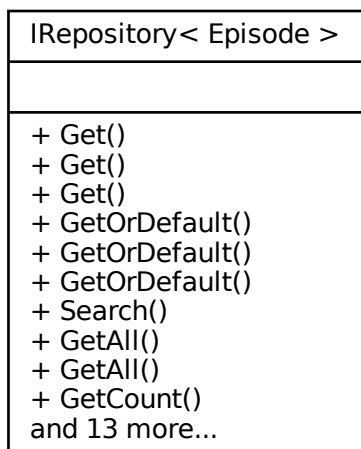 IRepository< Episode >
+ Get()
+ Get()
+ Get()
+ GetOrDefault()
+ GetOrDefault()
+ GetOrDefault()
+ Search()
+ GetAll()
+ GetAll()
+ GetCount()
and 13 more...